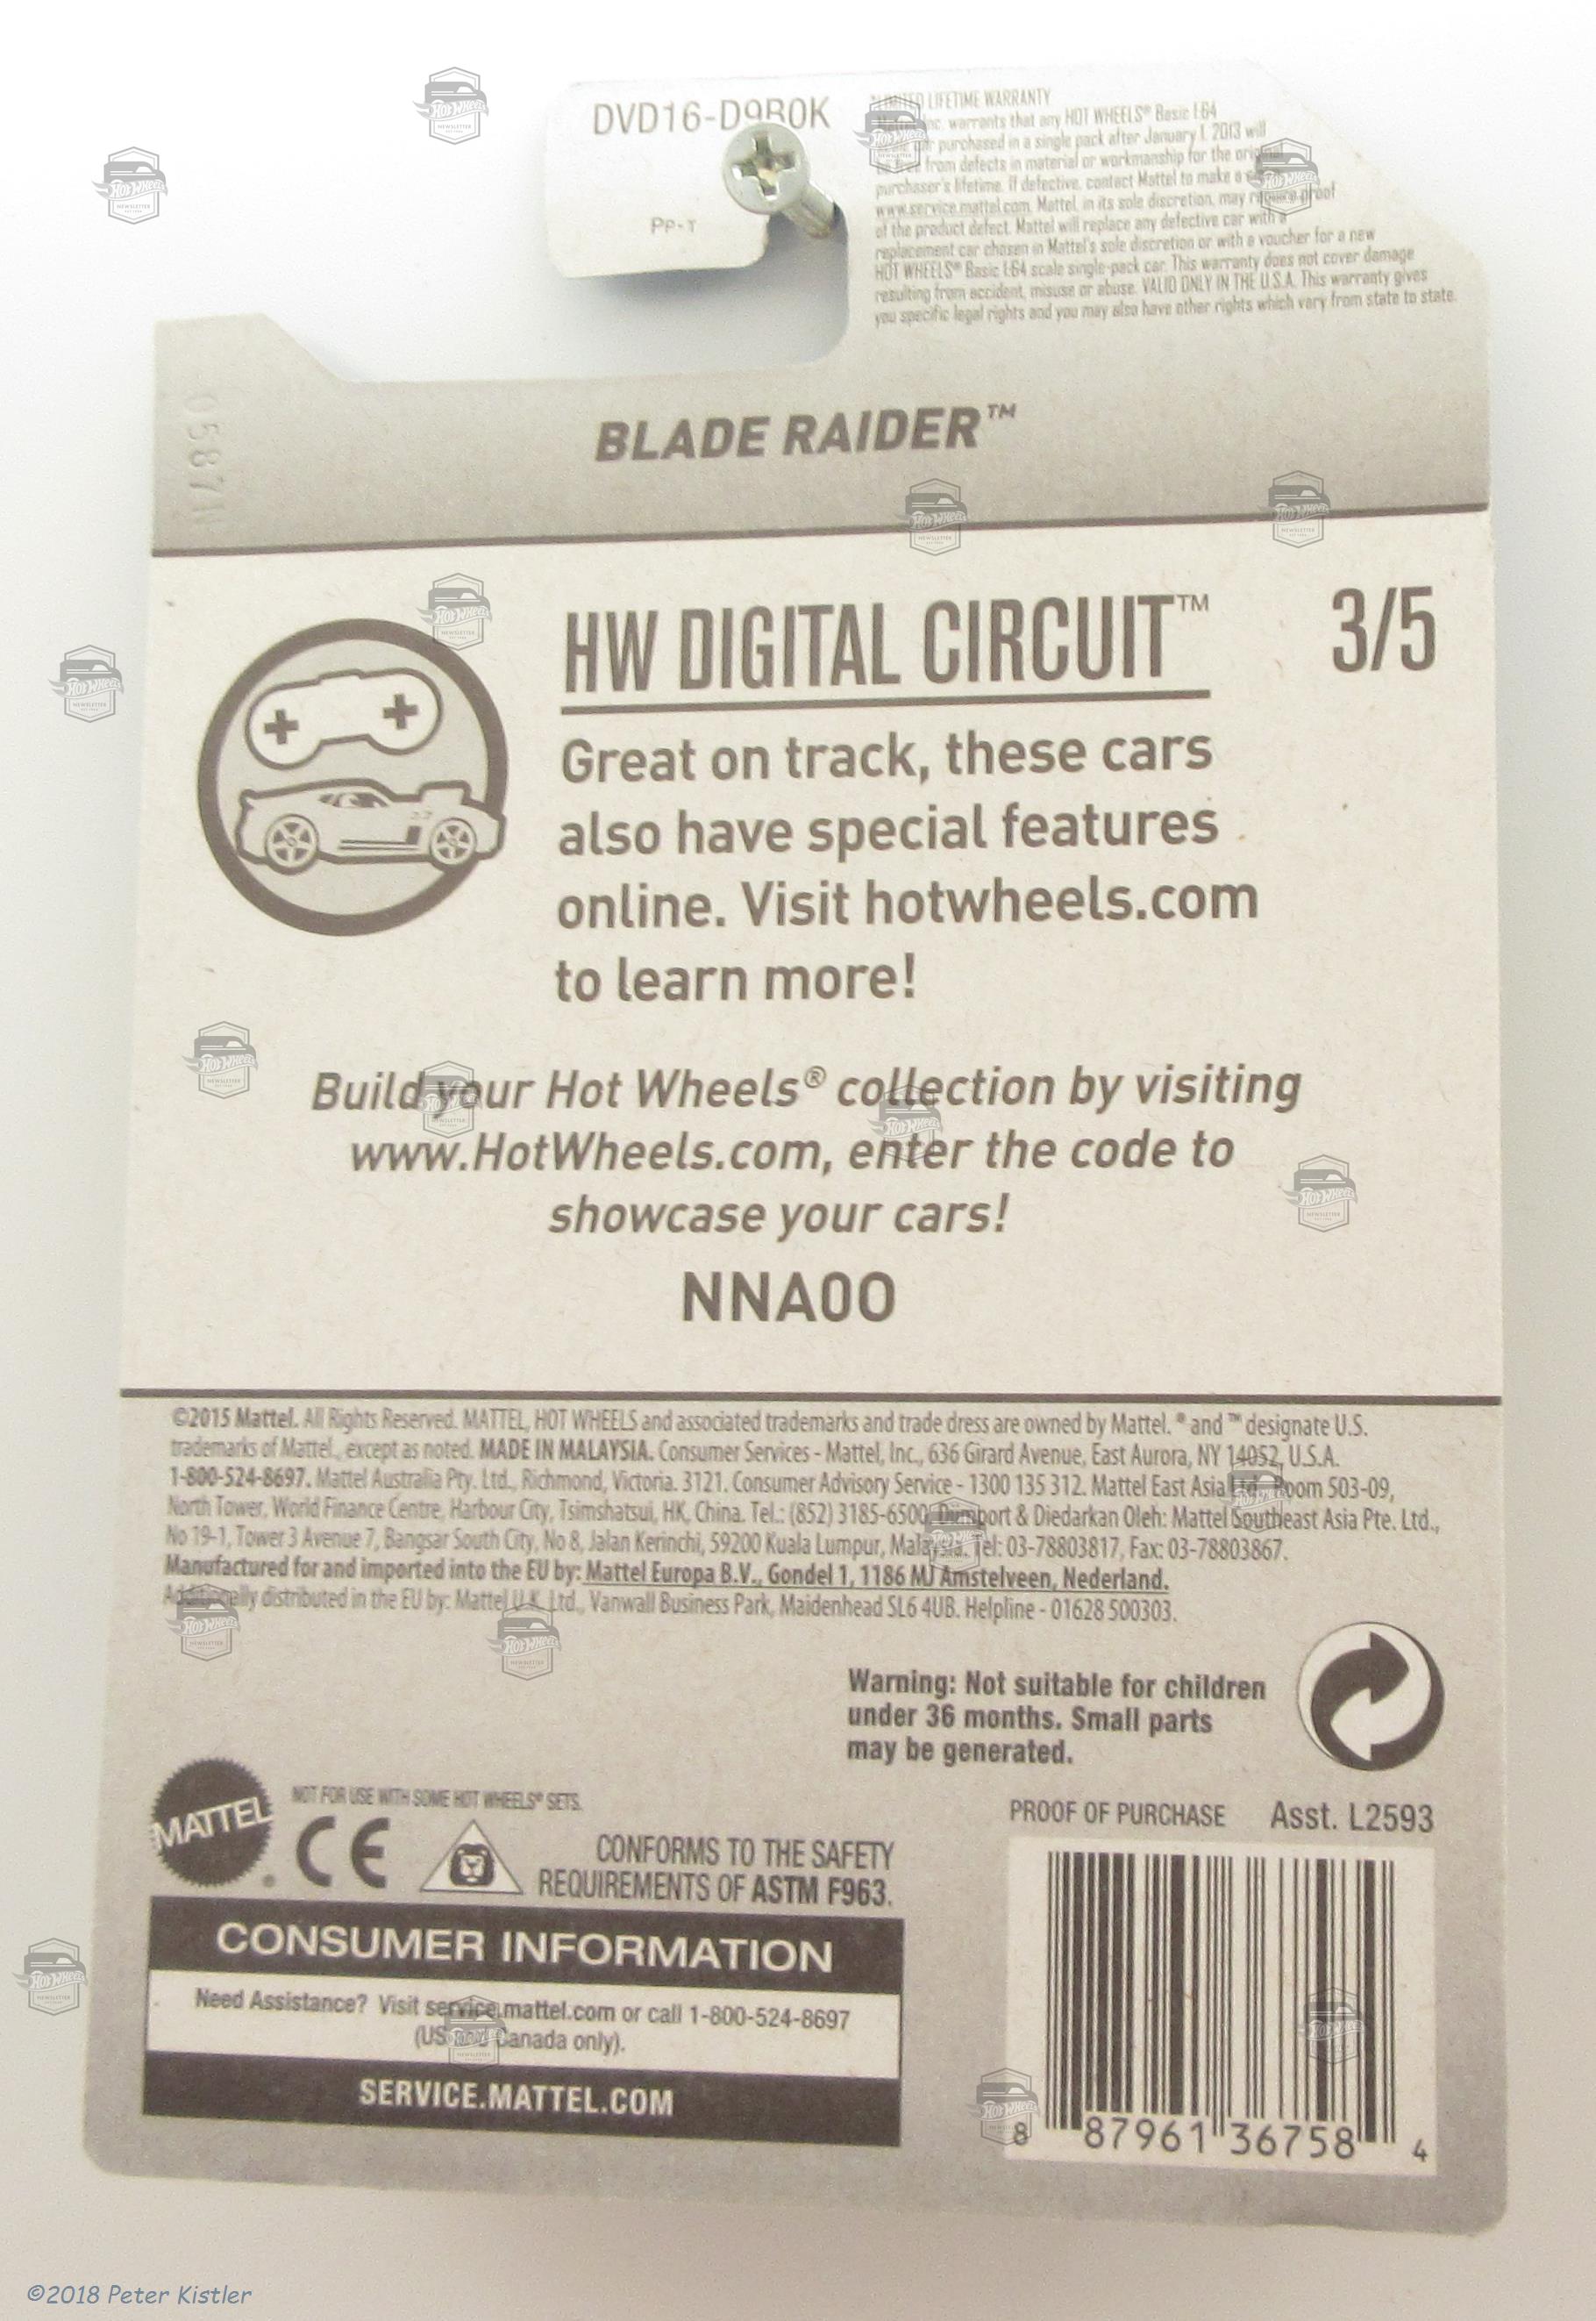 DVD16-D9B0K
Pp-T
LIMITED LIFETIME WARRANTY
Inc. warrants that any HOT WHEELS® Basic 1:64
car purchased in a single pack after January 1, 2013 will
be free from defects in material or workmanship for the original
purchaser's lifetime. If defective, contact Mattel to make a
www.service.mattel.com. Mattel, in its sole discretion, may require proof
of the product defect. Mattel will replace any defective car with a
replacement car chosen in Mattel's sole discretion or with a voucher for a new
HOT WHEELS® Basic 1:64 scale single-pack car. This warranty does not cover damage
resulting from accident, misuse or abuse. VALID ONLY IN THE U.S.A. This warranty gives
you specific legal rights and you may also have other rights which vary from state to state.
0587
BLADE RAIDER™
HW DIGITAL CIRCUIT™ 3/5
Great on track, these cars
also have special features
online. Visit hotwheels.com
to learn more!
Build your Hot Wheels® collection by visiting
www.HotWheels.com, enter the code to
showcase your cars!
NNA00
©2015 Mattel. All Rights Reserved. MATTEL, HOT WHEELS and associated trademarks and trade dress are owned by Mattel. ® and ™ designate U.S.
trademarks of Mattel., except as noted. MADE IN MALAYSIA. Consumer Services - Mattel, Inc., 636 Girard Avenue, East Aurora, NY 14052, U.S.A.
1-800-524-8697. Mattel Australia Pty. Ltd., Richmond, Victoria. 3121. Consumer Advisory Service - 1300 135 312. Mattel East Asia Ltd., Room 503-09,
North Tower, World Finance Centre, Harbour City, Tsimshatsui, HK, China. Tel.: (852) 3185-6500. Diimport & Diedarkan Oleh: Mattel Southeast Asia Pte. Ltd.,
No 19-1, Tower 3 Avenue 7, Bangsar South City, No 8, Jalan Kerinchi, 59200 Kuala Lumpur, Malaysia. Tel: 03-78803817, Fax: 03-78803867.
Manufactured for and imported into the EU by: Mattel Europa B.V., Gondel 1, 1186 MJ Amstelveen, Nederland.
Additionally distributed in the EU by: Mattel U.K. Ltd., Vanwall Business Park, Maidenhead SL6 4UB. Helpline - 01628 500303.
Warning: Not suitable for children
under 36 months. Small parts
may be generated.
MATTEL
NOT FOR USE WITH SOME HOT WHEELS® SETS.
CE
CONFORMS TO THE SAFETY
REQUIREMENTS OF ASTM F963.
PROOF OF PURCHASE Asst. L2593
CONSUMER INFORMATION
Need Assistance? Visit service.mattel.com or call 1-800-524-8697
(US and Canada only).
SERVICE.MATTEL.COM
8 87961 36758 4
©2018 Peter Kistler